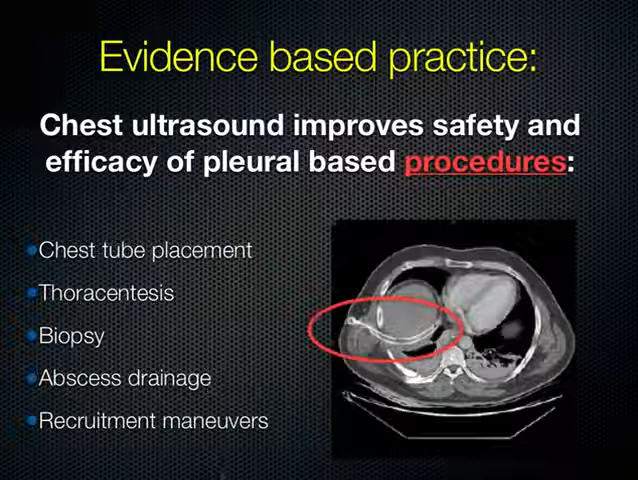 Evidence based practice:
Chest ultrasound improves safety and
efficacy of pleural based procedures:
Chest tube placement
Thoracentesis
Biopsy
Abscess drainage
Recruitment maneuvers